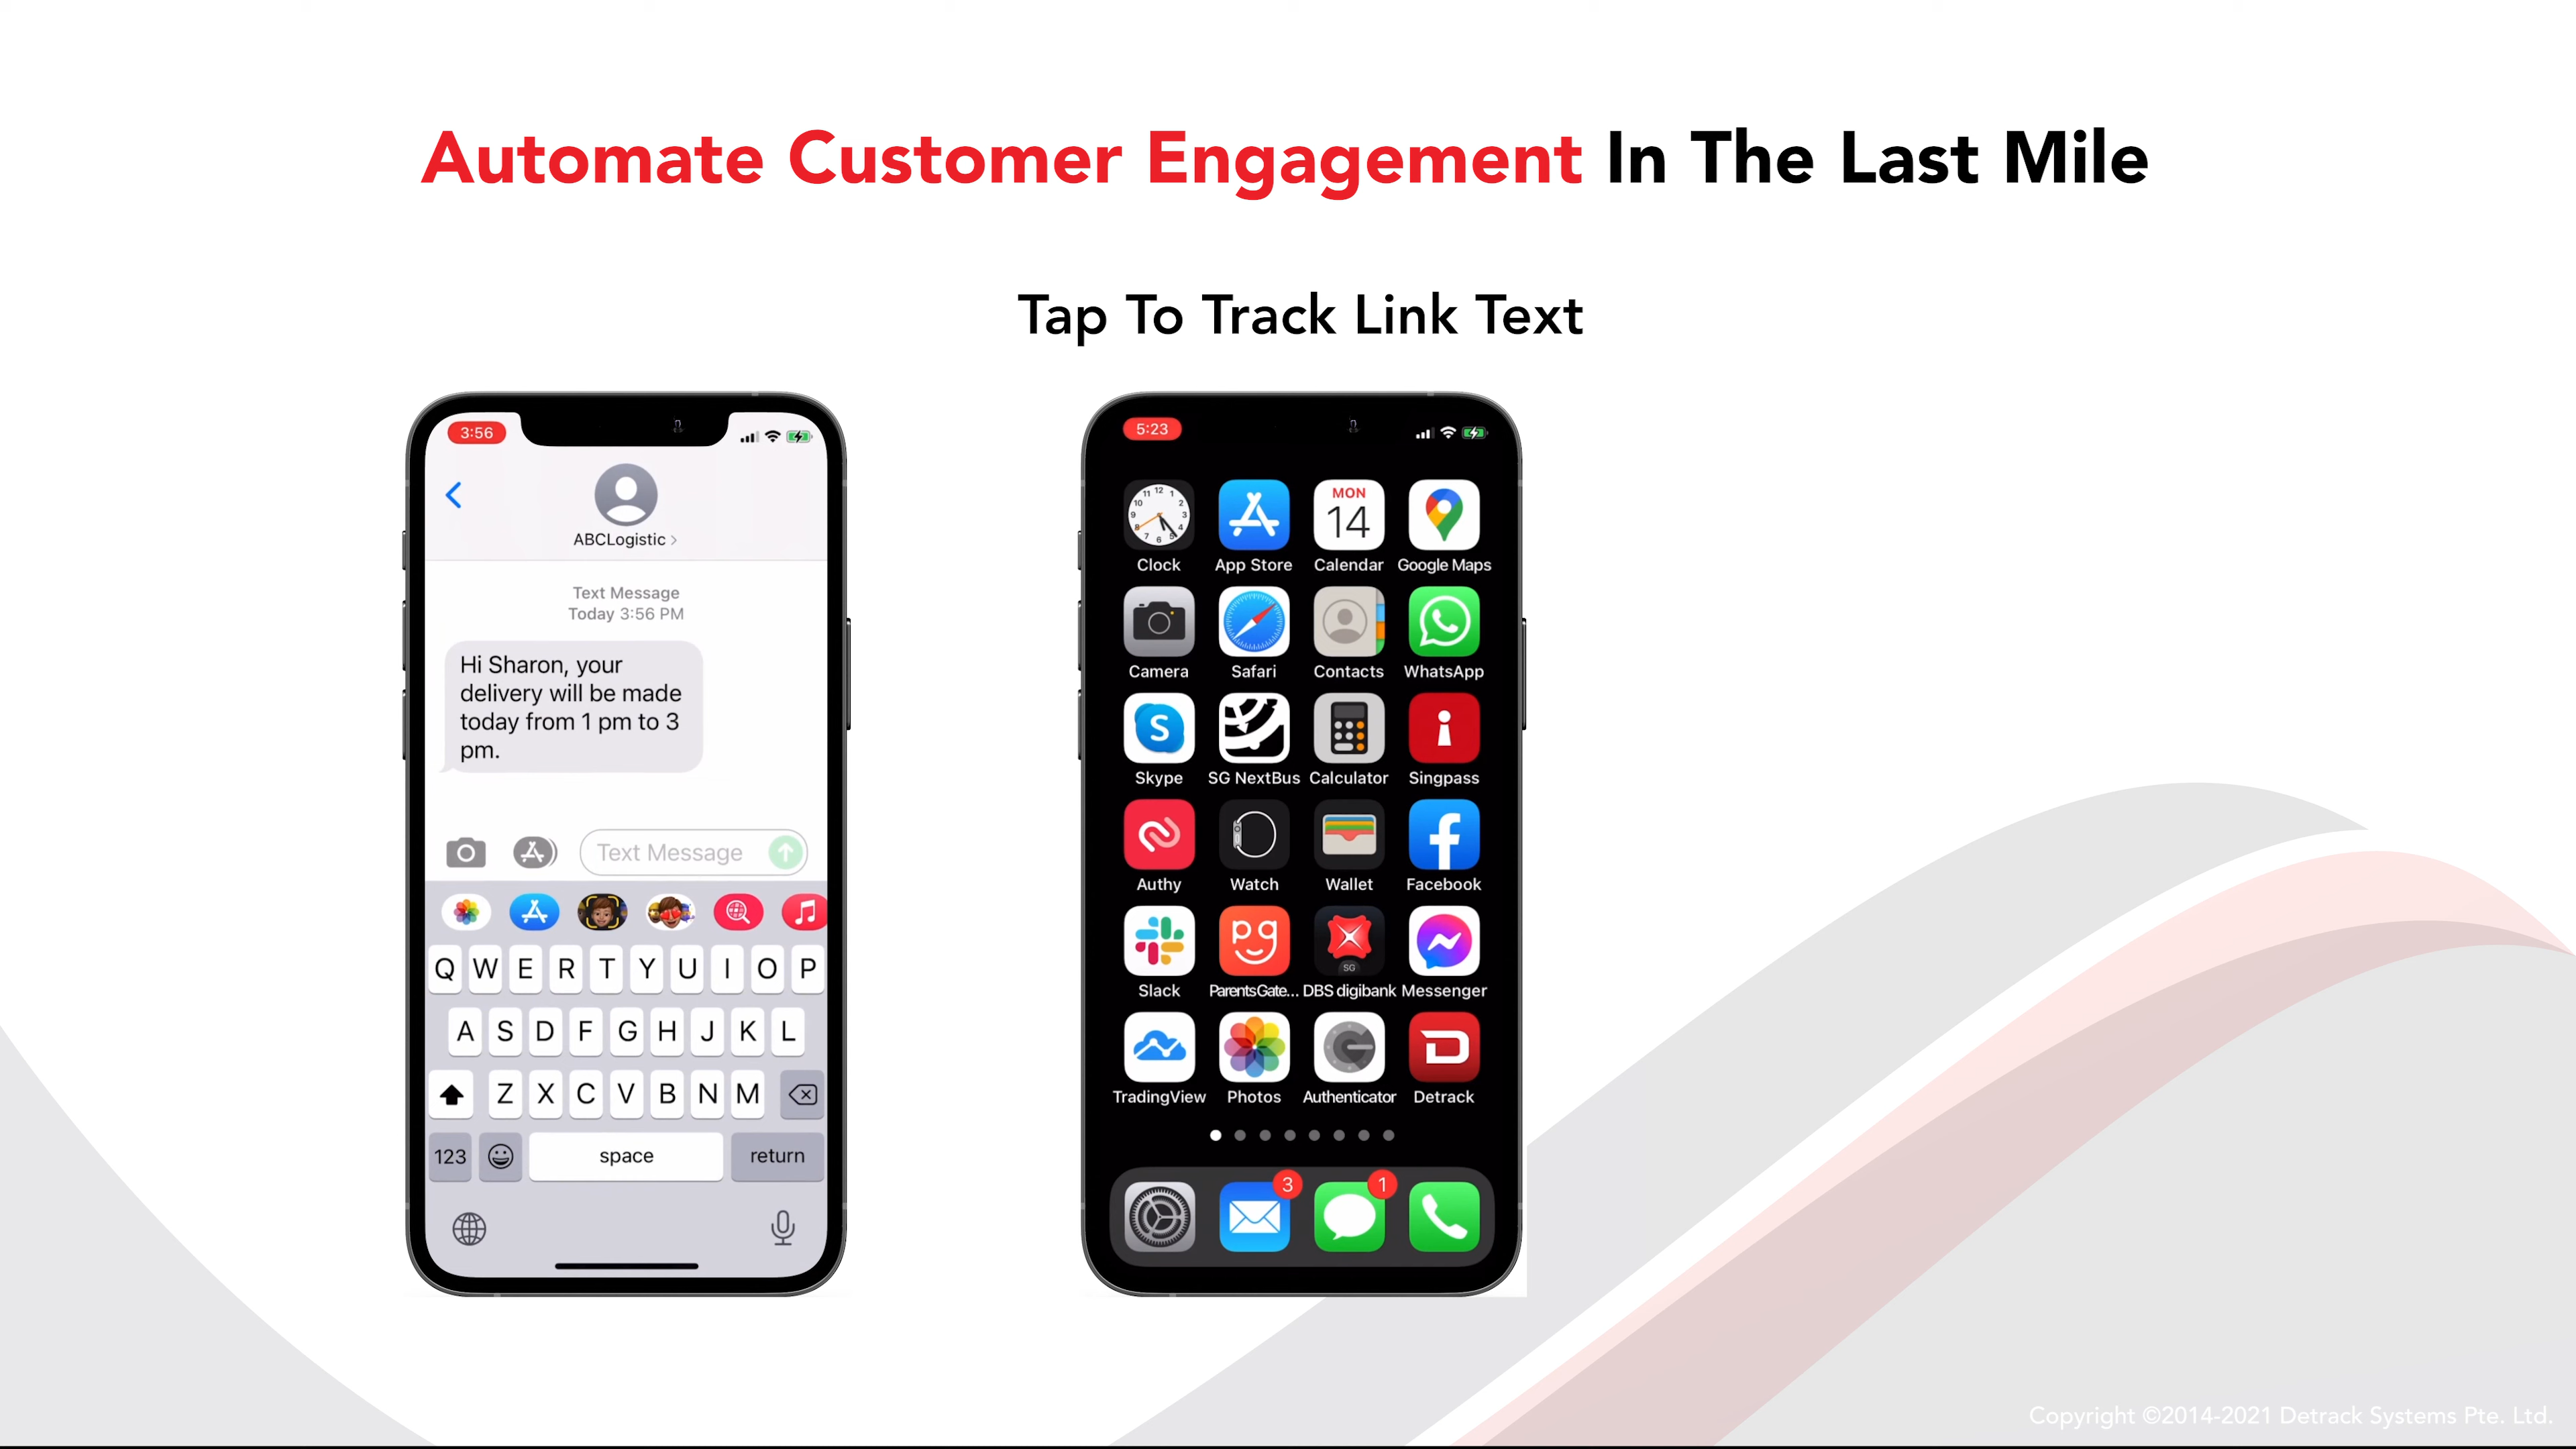 Automate Customer Engagement In The Last Mile
Tap To Track Link Text
3:56
ABCLogistic
Text Message
Today 3:56 PM
Hi Sharon, your
delivery will be made
today from 1 pm to 3
pm.
Text Message
Q W E R T Y U I O P
A S D F G H J K L
Z X C V B N M
123 space return
5:23
MON
14
Clock App Store Calendar Google Maps
Camera Safari Contacts WhatsApp
Skype SG NextBus Calculator Singpass
Authy Watch Wallet Facebook
pg
SG
Slack ParentsGate... DBS digibank Messenger
TradingView Photos Authenticator Detrack
3 1
Copyright ©2014-2021 Detrack Systems Pte. Ltd.